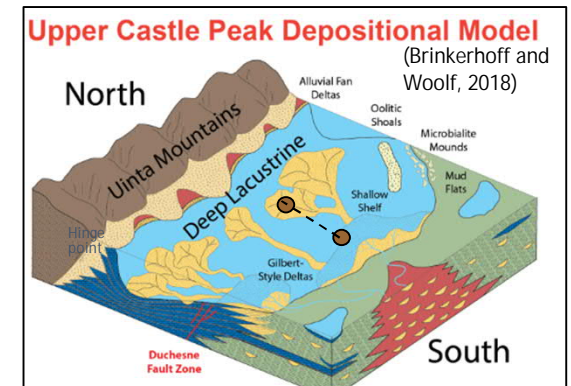 Upper Castle Peak Depositional Model
(Brinkerhoff and
Woolf, 2018)
North
Alluvial Fan
Deltas
Oolitic
Shoals
Microbialite
Mounds
Uinta Mountains
Deep Lacustrine
Shallow
Shelf
Mud
Flats
Hinge
point
Gilbert-
Style Deltas
Duchesne
Fault Zone
South